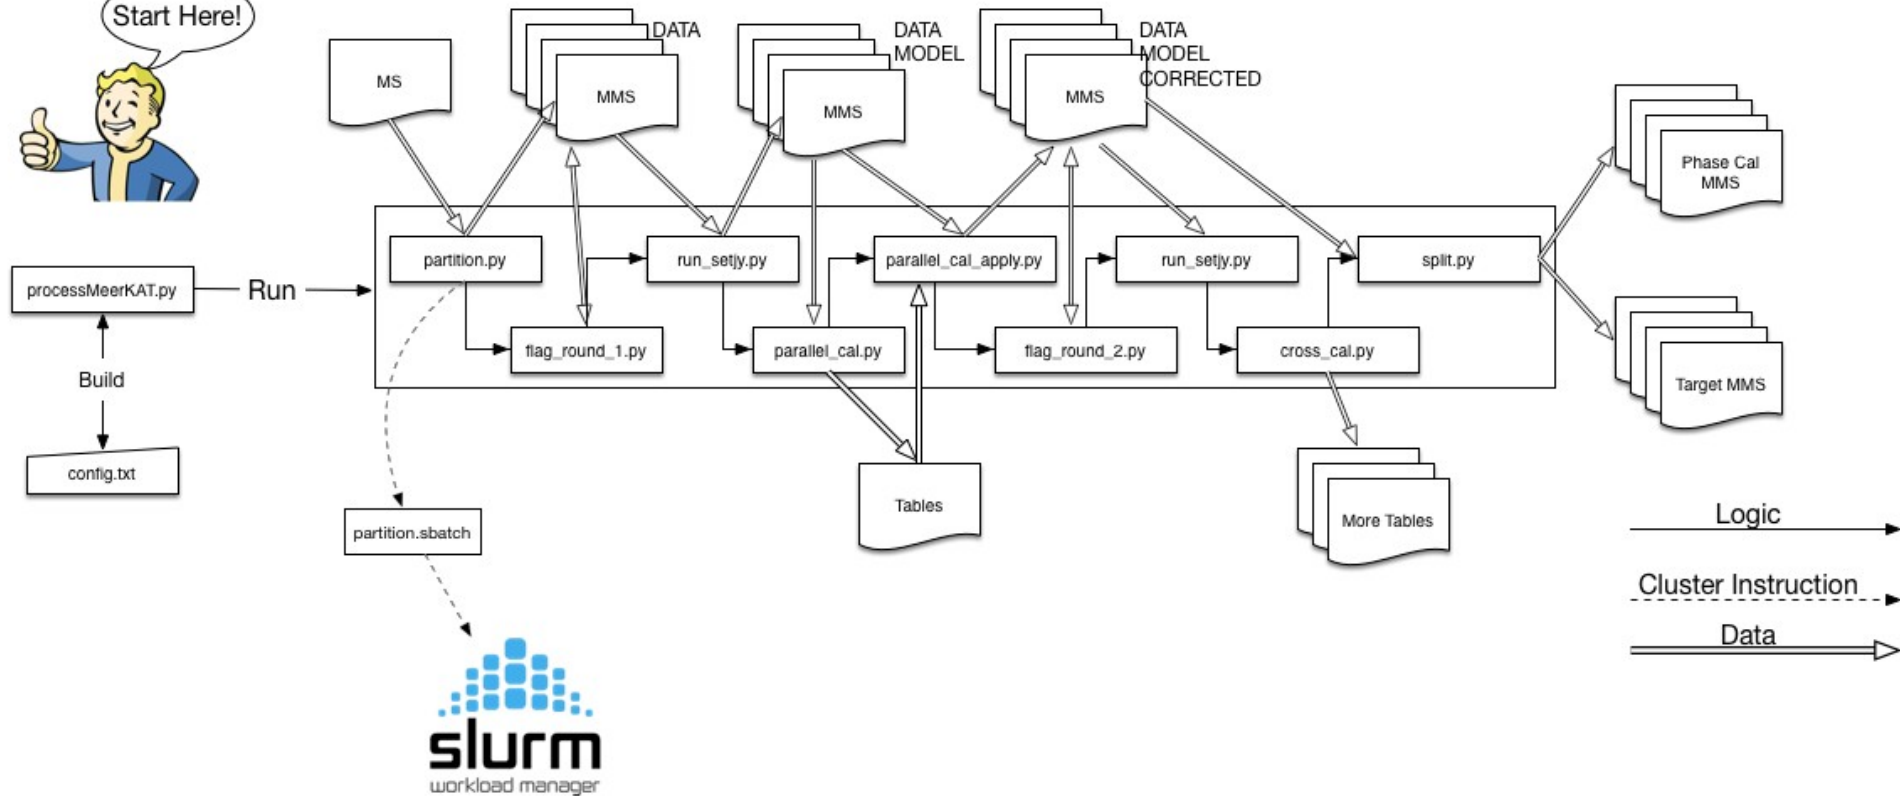 Start Here!
MS
MMS
DATA
MMS
DATA
MODEL
MMS
DATA
MODEL
CORRECTED
Phase Cal
MMS
processMeerKAT.py
Run
partition.py
run_setjy.py
parallel_cal_apply.py
run_setjy.py
split.py
flag_round_1.py
parallel_cal.py
flag_round_2.py
cross_cal.py
Target MMS
Build
config.txt
partition.sbatch
Tables
More Tables
Logic
Cluster Instruction
Data
slurm
workload manager